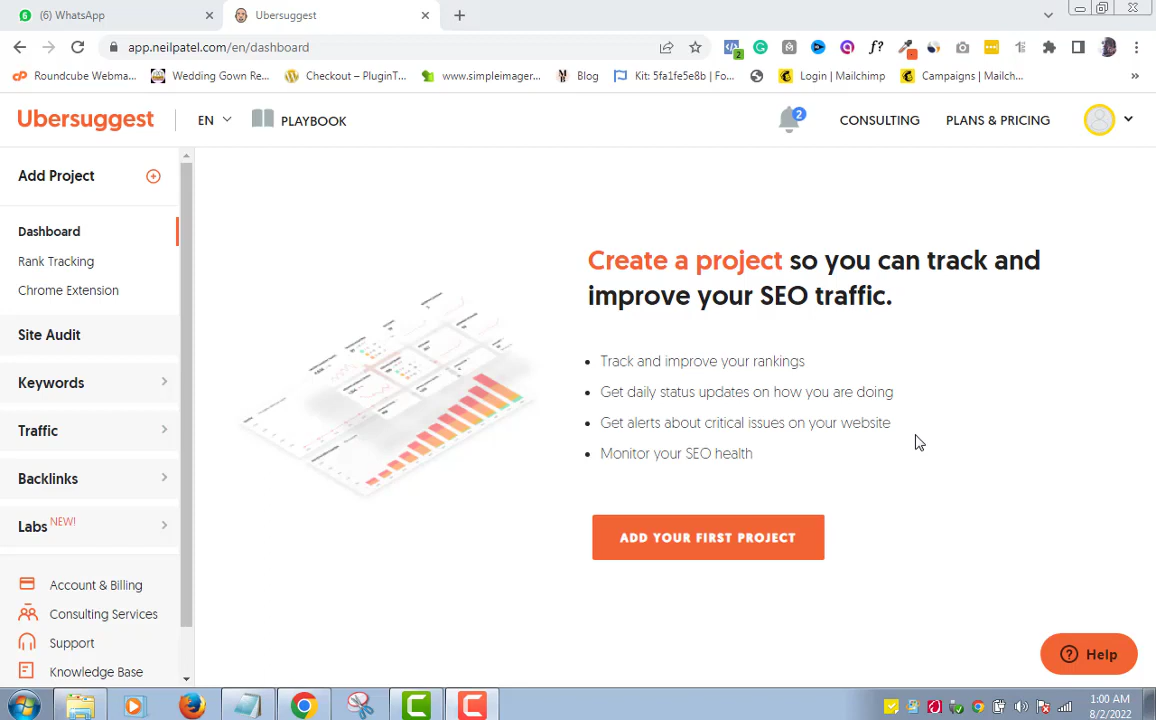 (6) WhatsApp
Ubersuggest
app.neilpatel.com/en/dashboard
2
Roundcube Webma...
Wedding Gown Re...
Checkout – PluginT...
www.simpleimager...
Blog
Kit: 5fa1fe5e8b | Fo...
Login | Mailchimp
Campaigns | Mailch...
Ubersuggest
EN
PLAYBOOK
2
CONSULTING
PLANS & PRICING
Add Project
Dashboard
Rank Tracking
Chrome Extension
Site Audit
Keywords
Traffic
Backlinks
Labs NEW!
Account & Billing
Consulting Services
Support
Knowledge Base
Create a project so you can track and
improve your SEO traffic.
• Track and improve your rankings
• Get daily status updates on how you are doing
• Get alerts about critical issues on your website
• Monitor your SEO health
ADD YOUR FIRST PROJECT
Help
1:00 AM
8/2/2022